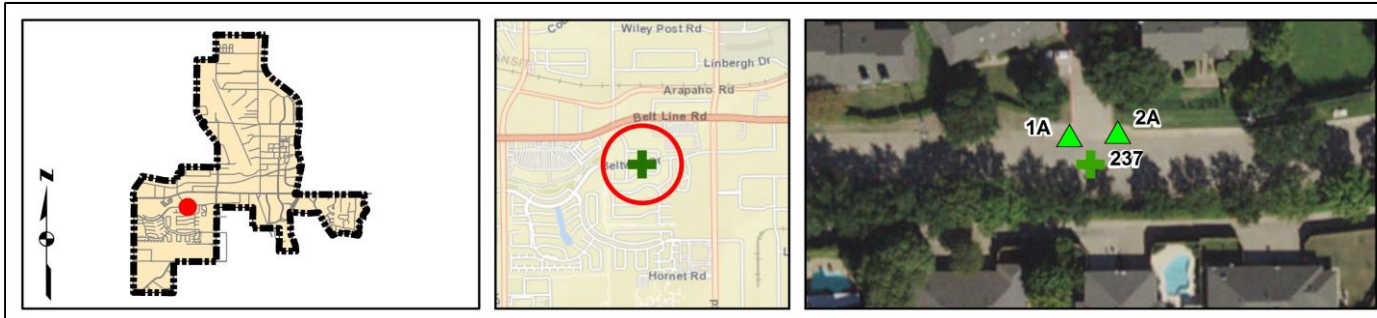 N
Wiley Post Rd
Linbergh Dr
Arapaho Rd
Belt Line Rd
Hornet Rd
1A
2A
237